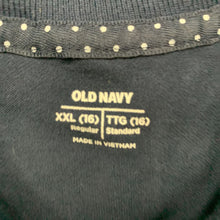 OLD NAVY
XXL (16) | TTG (16)
Regular | Standard
MADE IN VIETNAM